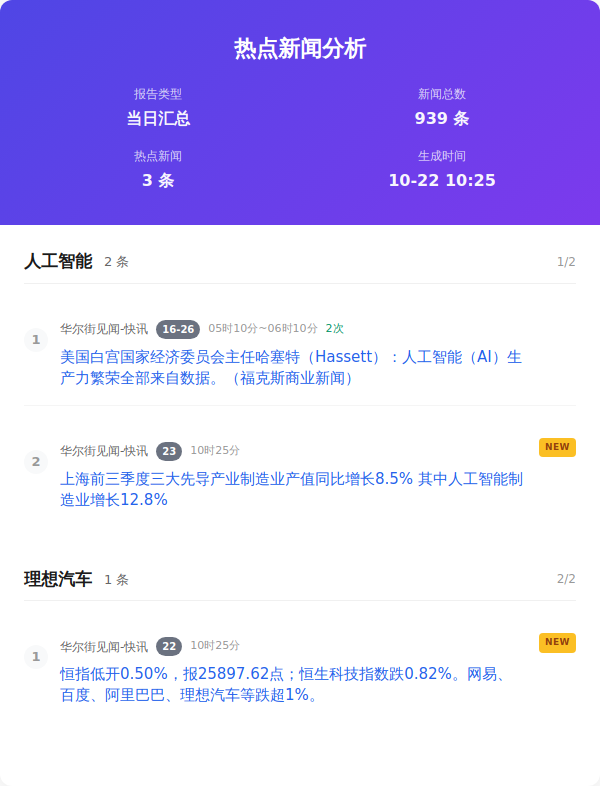 热点新闻分析
报告类型
新闻总数
当日汇总
939 条
热点新闻
生成时间
3 条
10-22 10:25
人工智能 2 条 1/2
1
华尔街见闻-快讯 16-26 05时10分~06时10分 2次
美国白宫国家经济委员会主任哈塞特（Hassett）：人工智能（AI）生
产力繁荣全部来自数据。（福克斯商业新闻）
2
华尔街见闻-快讯 23 10时25分 NEW
上海前三季度三大先导产业制造业产值同比增长8.5% 其中人工智能制
造业增长12.8%
理想汽车 1 条 2/2
1
华尔街见闻-快讯 22 10时25分 NEW
恒指低开0.50%，报25897.62点；恒生科技指数跌0.82%。网易、
百度、阿里巴巴、理想汽车等跌超1%。